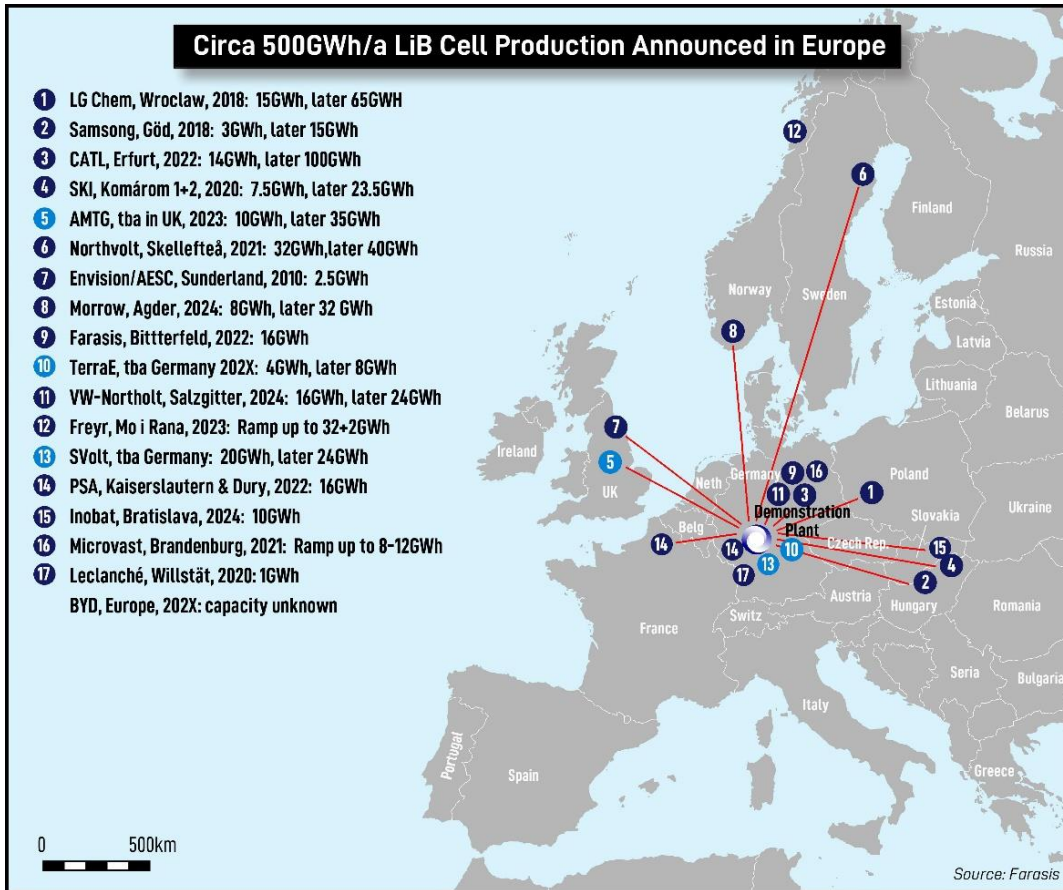 Circa 500GWh/a LiB Cell Production Announced in Europe
1 LG Chem, Wroclaw, 2018: 15GWh, later 65GWH
2 Samsong, Göd, 2018: 3GWh, later 15GWh
3 CATL, Erfurt, 2022: 14GWh, later 100GWh
4 SKI, Komárom 1+2, 2020: 7.5GWh, later 23.5GWh
5 AMTG, tba in UK, 2023: 10GWh, later 35GWh
6 Northvolt, Skellefteå, 2021: 32GWh,later 40GWh
7 Envision/AESC, Sunderland, 2010: 2.5GWh
8 Morrow, Agder, 2024: 8GWh, later 32 GWh
9 Farasis, Bittterfeld, 2022: 16GWh
10 TerraE, tba Germany 202X: 4GWh, later 8GWh
11 VW-Northolt, Salzgitter, 2024: 16GWh, later 24GWh
12 Freyr, Mo i Rana, 2023: Ramp up to 32+2GWh
13 SVolt, tba Germany: 20GWh, later 24GWh
14 PSA, Kaiserslautern & Dury, 2022: 16GWh
15 Inobat, Bratislava, 2024: 10GWh
16 Microvast, Brandenburg, 2021: Ramp up to 8-12GWh
17 Leclanché, Willstät, 2020: 1GWh
BYD, Europe, 202X: capacity unknown
12
6
Finland
Russia
Norway
Sweden
8
Estonia
Latvia
Lithuania
Belarus
7
Ireland
5
UK
Neth
Germany
9
16
Poland
11
3
1
Ukraine
Demonstration
Plant
Belg
Slovakia
Czech Rep.
14
14
10
15
13
4
17
2
Austria
Hungary
Romania
France
Switz
Seria
Bulgaria
Italy
Portugal
Spain
Greece
0 500km
Source: Farasis